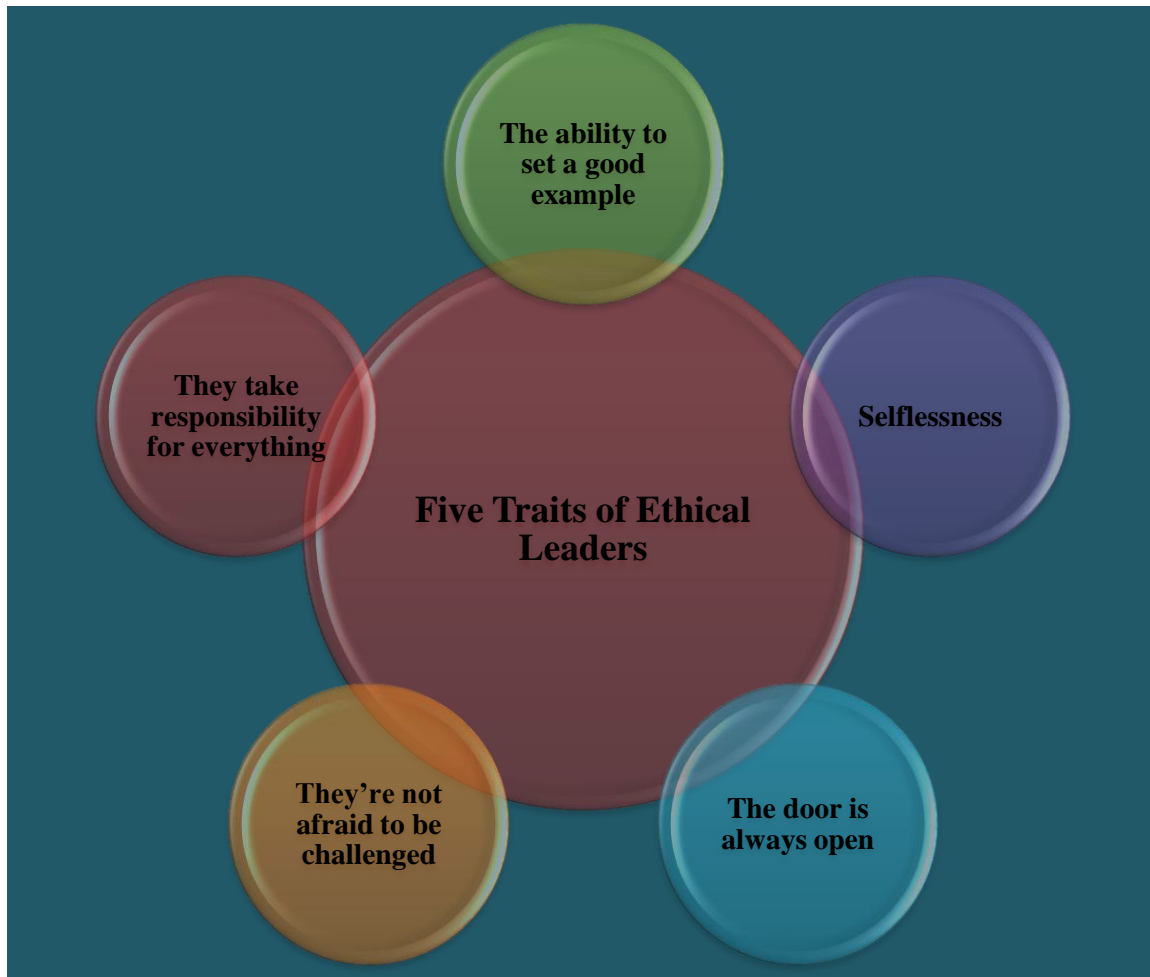 The ability to
set a good
example
They take
responsibility
for everything
Selflessness
Five Traits of Ethical
Leaders
They’re not
afraid to be
challenged
The door is
always open